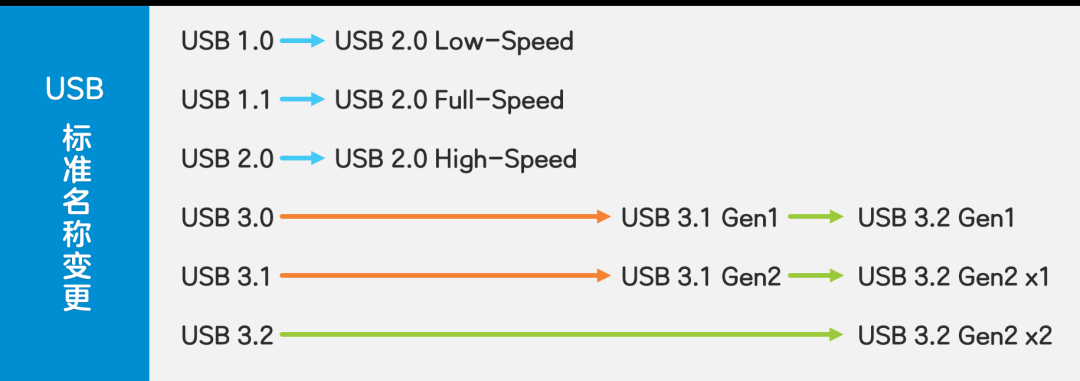 USB
标准名称变更
USB 1.0 → USB 2.0 Low-Speed
USB 1.1 → USB 2.0 Full-Speed
USB 2.0 → USB 2.0 High-Speed
USB 3.0 → USB 3.1 Gen1 → USB 3.2 Gen1
USB 3.1 → USB 3.1 Gen2 → USB 3.2 Gen2 x1
USB 3.2 → USB 3.2 Gen2 x2